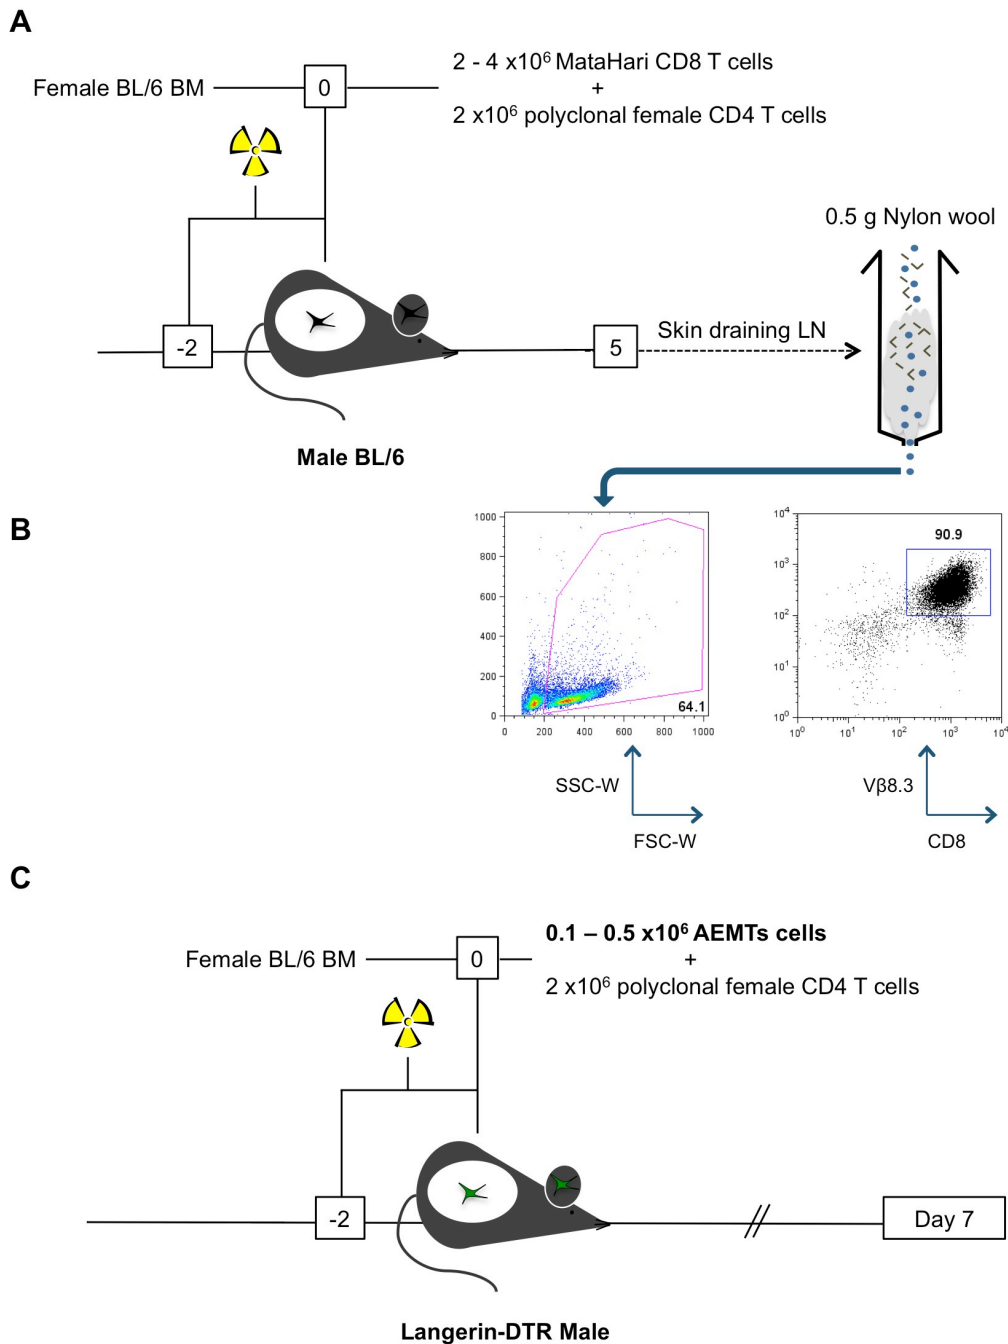 A
Female BL/6 BM
0
2 - 4 x10⁶ MataHari CD8 T cells
+
2 x10⁶ polyclonal female CD4 T cells
0.5 g Nylon wool
-2
5
Skin draining LN
Male BL/6
B
1000
800
600
400
200
0
64.1
0 200 400 600 800 1000
SSC-W
FSC-W
90.9
10⁴
10³
10²
10¹
10⁰
10⁰ 10¹ 10² 10³ 10⁴
Vβ8.3
CD8
C
Female BL/6 BM
0
0.1 – 0.5 x10⁶ AEMTs cells
+
2 x10⁶ polyclonal female CD4 T cells
-2
Day 7
Langerin-DTR Male